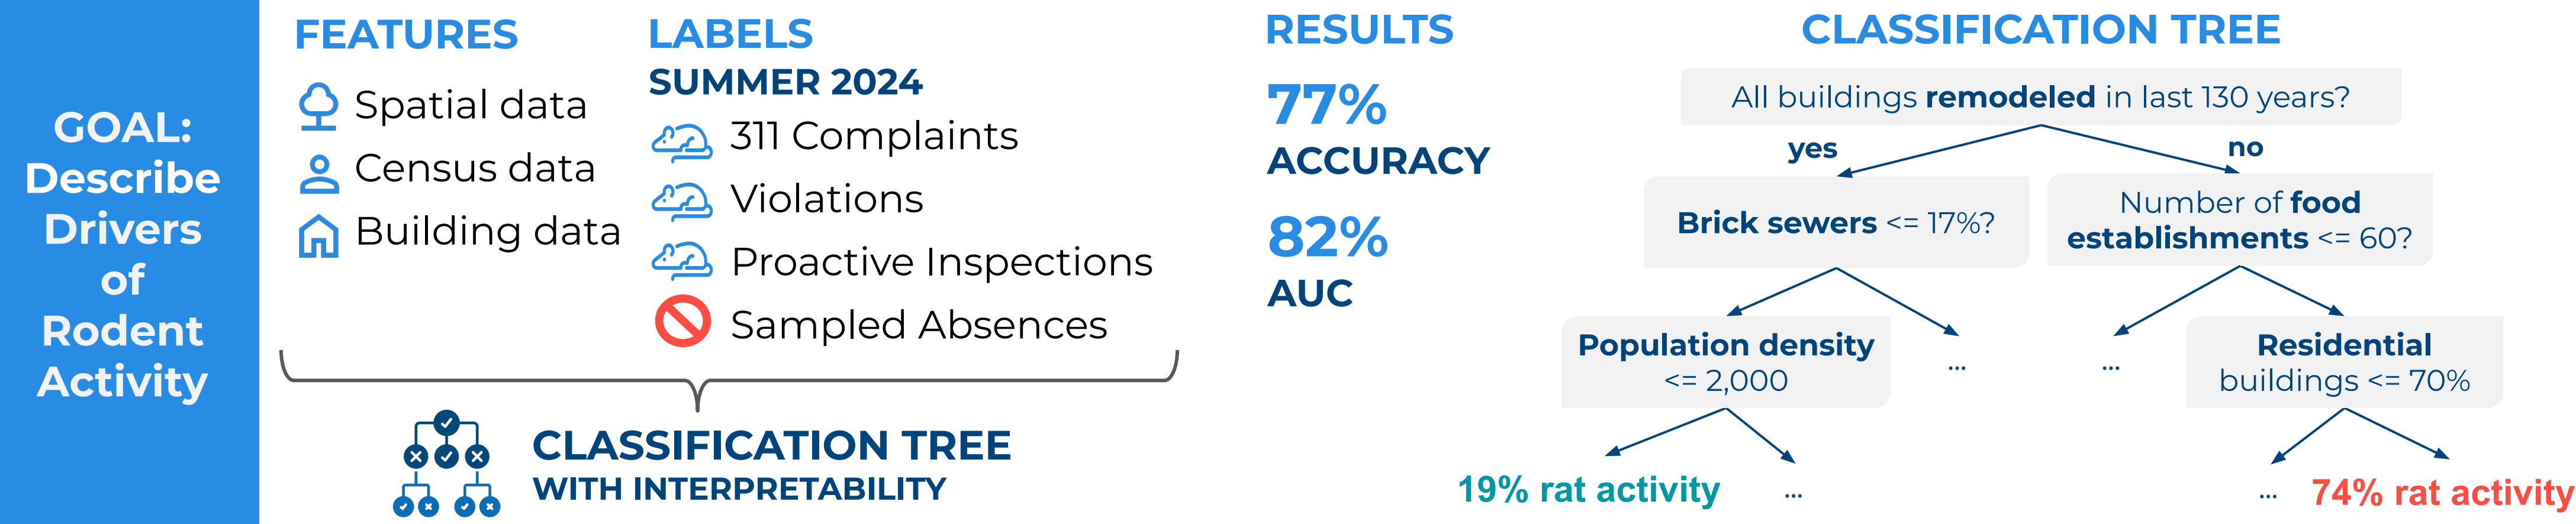 GOAL:
Describe
Drivers
of
Rodent
Activity
FEATURES
Spatial data
Census data
Building data
LABELS
SUMMER 2024
311 Complaints
Violations
Proactive Inspections
Sampled Absences
CLASSIFICATION TREE
WITH INTERPRETABILITY
RESULTS
77%
ACCURACY
82%
AUC
CLASSIFICATION TREE
All buildings remodeled in last 130 years?
yes
no
Brick sewers <= 17%?
Number of food
establishments <= 60?
Population density
<= 2,000
...
...
Residential
buildings <= 70%
19% rat activity
...
...
74% rat activity